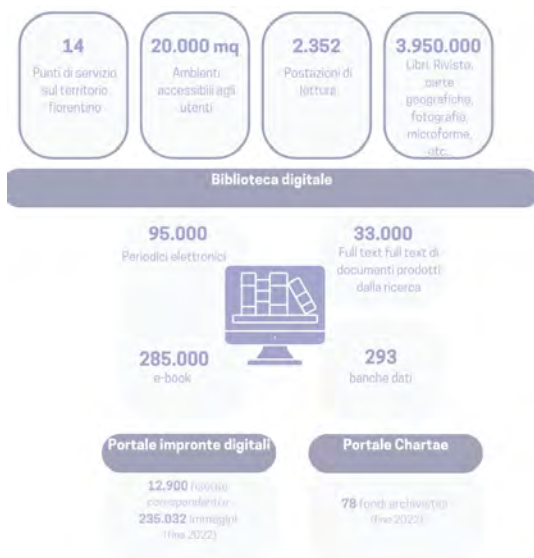 14
Punti di servizio
sul territorio
fiorentino
20.000 mq
Ambienti
accessibili agli
utenti
2.352
Postazioni di
lettura
3.950.000
Libri, Riviste,
carte
geografiche,
fotografie,
microforme,
etc.
Biblioteca digitale
95.000
Periodici elettronici
33.000
Full text full text di
documenti prodotti
dalla ricerca
285.000
e-book
293
banche dati
Portale impronte digitali
12.900
235.032 immagini
(fine 2022)
Portale Chartae
78 fondi archivistici
(fine 2022)